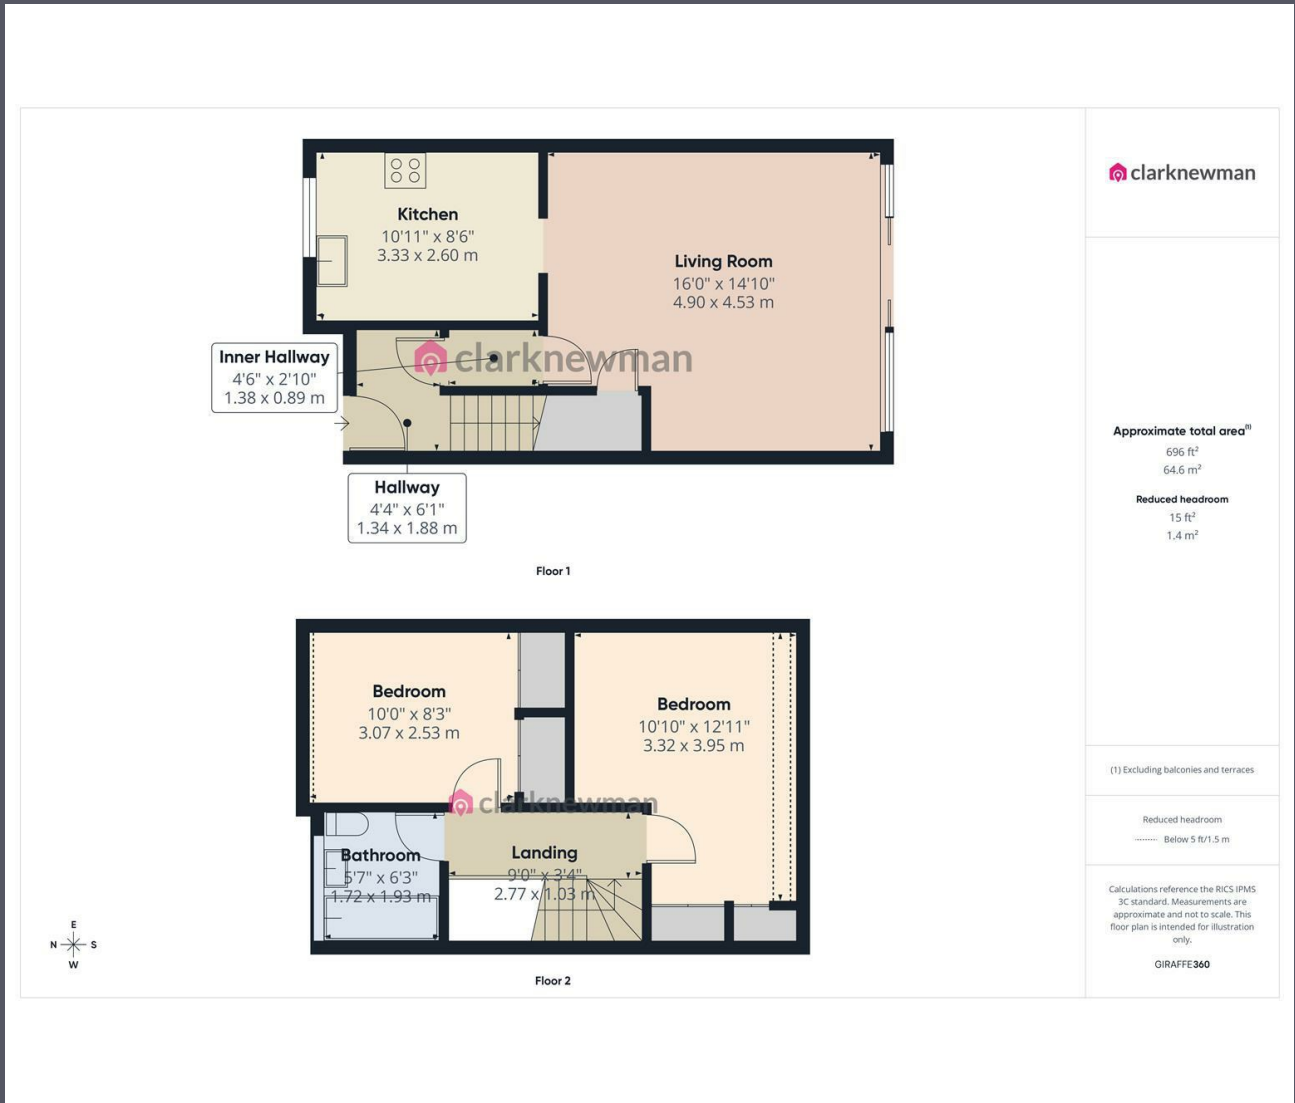 Kitchen
10'11" x 8'6"
3.33 x 2.60 m
Living Room
16'0" x 14'10"
4.90 x 4.53 m
Inner Hallway
4'6" x 2'10"
1.38 x 0.89 m
clarknewman
Hallway
4'4" x 6'1"
1.34 x 1.88 m
Floor 1
Bedroom
10'0" x 8'3"
3.07 x 2.53 m
Bedroom
10'10" x 12'11"
3.32 x 3.95 m
clarknewman
Bathroom
5'7" x 6'3"
1.72 x 1.93 m
Landing
9'0" x 3'4"
2.77 x 1.03 m
Floor 2
E
N S
W
clarknewman
Approximate total area(1)
696 ft²
64.6 m²
Reduced headroom
15 ft²
1.4 m²
(1) Excluding balconies and terraces
Reduced headroom
Below 5 ft/1.5 m
Calculations reference the RICS IPMS
3C standard. Measurements are
approximate and not to scale. This
floor plan is intended for illustration
only.
GIRAFFE360